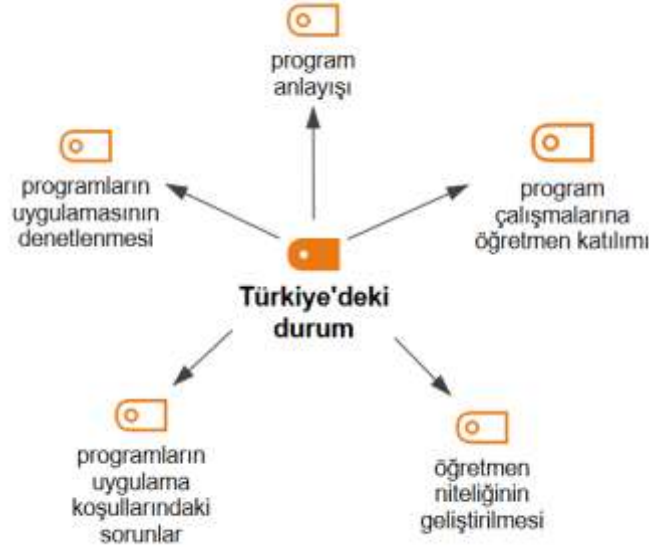 program
anlayışı
programların
uygulamasının
denetlenmesi
program
çalışmalarına
öğretmen katılımı
Türkiye'deki
durum
programların
uygulama
koşullarındaki
sorunlar
öğretmen
niteliğinin
geliştirilmesi